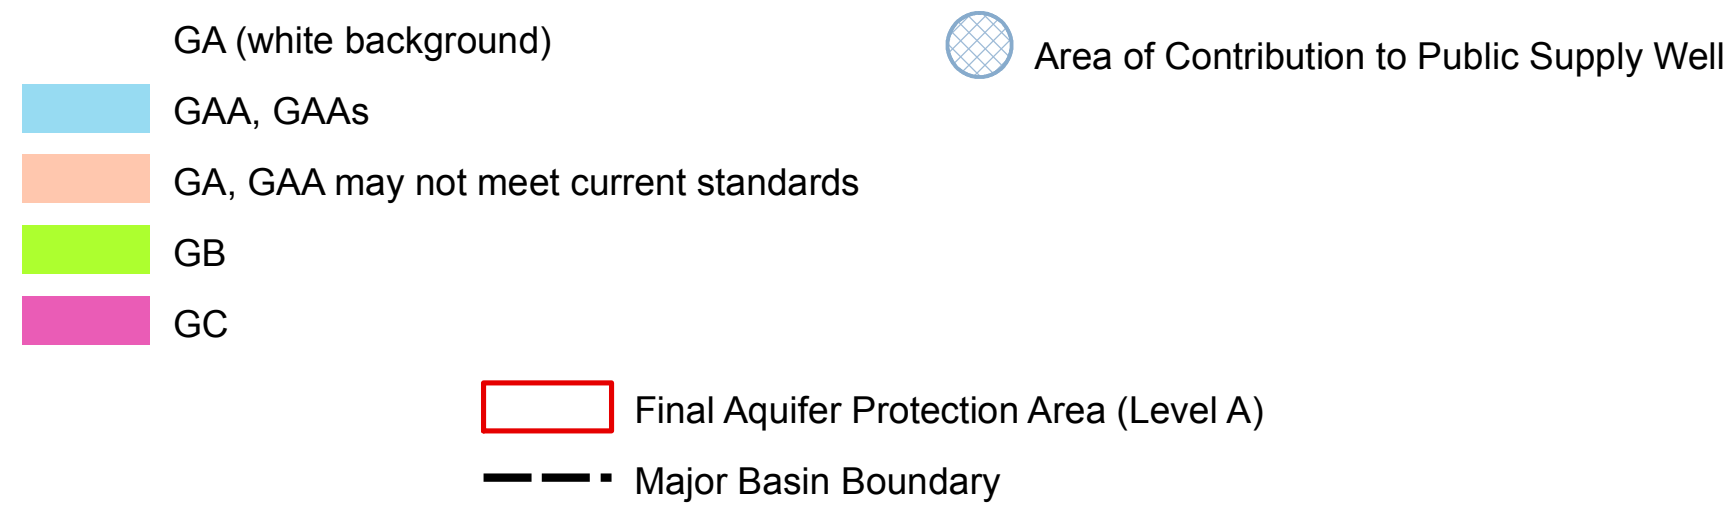 GA (white background)
Area of Contribution to Public Supply Well
GAA, GAAs
GA, GAA may not meet current standards
GB
GC
Final Aquifer Protection Area (Level A)
Major Basin Boundary